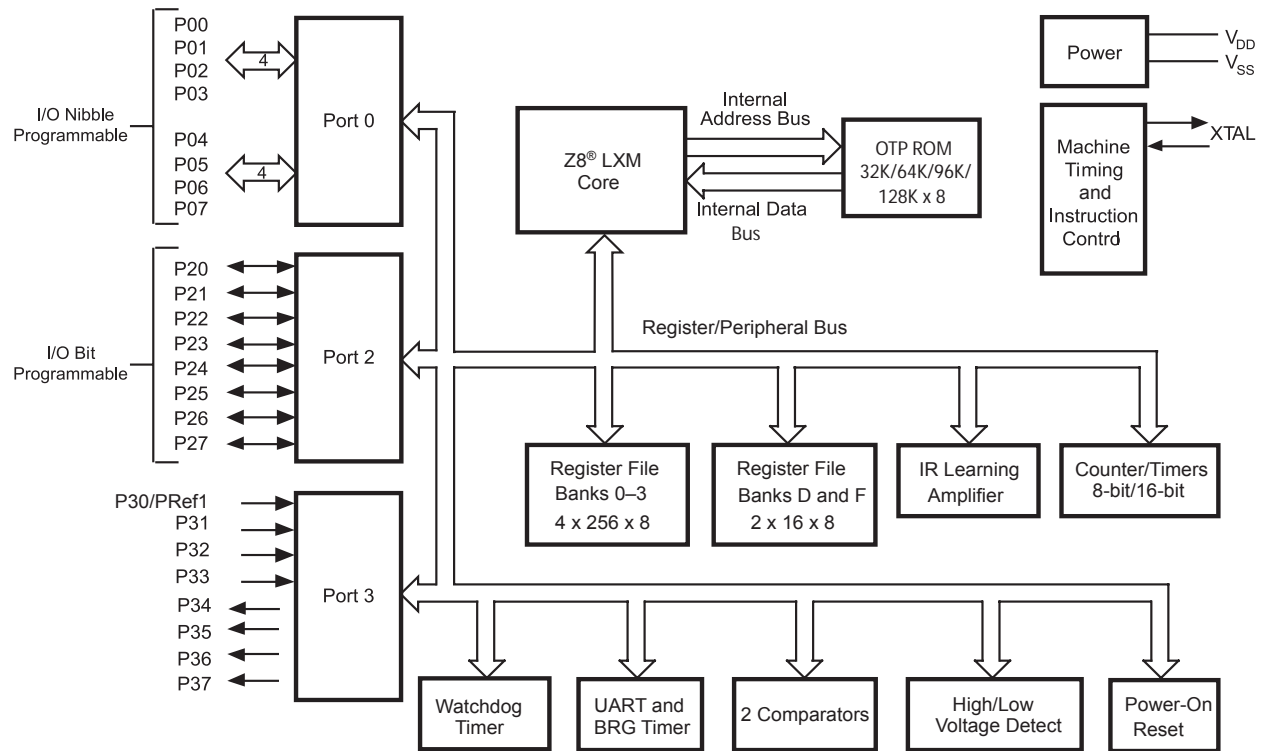 P00
P01
P02
P03
4
I/O Nibble
Programmable
P04
P05
P06
P07
4
Port 0
Z8® LXM
Core
Internal
Address Bus
Internal Data
Bus
OTP ROM
32K/64K/96K/
128K x 8
Power
VDD
VSS
Machine
Timing
and
Instruction
Control
XTAL
I/O Bit
Programmable
P20
P21
P22
P23
P24
P25
P26
P27
Port 2
Register/Peripheral Bus
Register File
Banks 0–3
4 x 256 x 8
Register File
Banks D and F
2 x 16 x 8
IR Learning
Amplifier
Counter/Timers
8-bit/16-bit
P30/PRef1
P31
P32
P33
P34
P35
P36
P37
Port 3
Watchdog
Timer
UART and
BRG Timer
2 Comparators
High/Low
Voltage Detect
Power-On
Reset